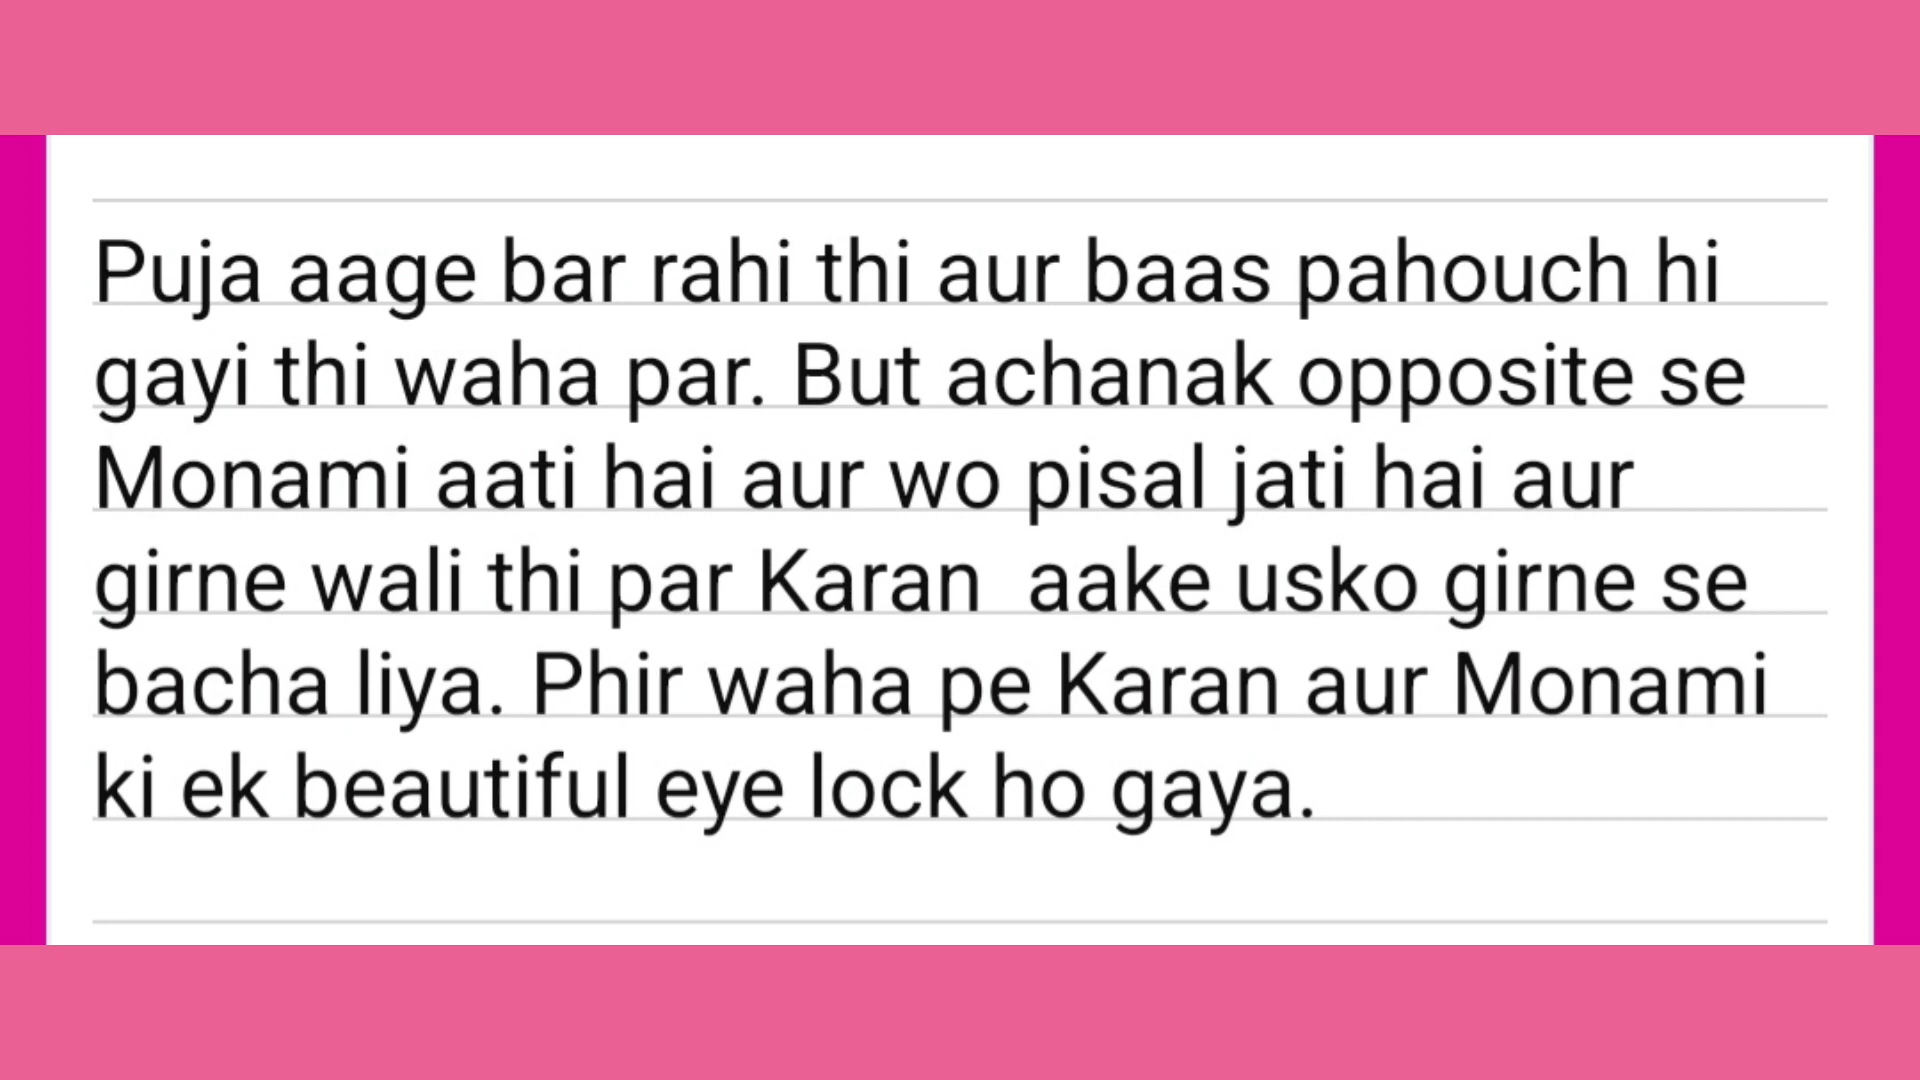 Puja aage bar rahi thi aur baas pahouch hi
gayi thi waha par. But achanak opposite se
Monami aati hai aur wo pisal jati hai aur
girne wali thi par Karan  aake usko girne se
bacha liya. Phir waha pe Karan aur Monami
ki ek beautiful eye lock ho gaya.